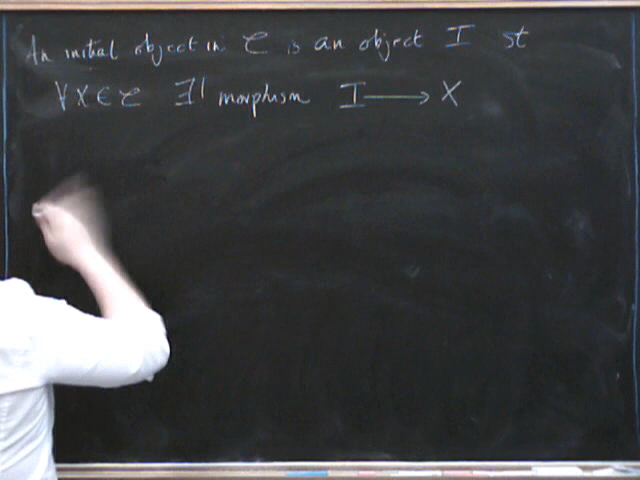 An initial object in C is an object I st
∀X∈C ∃! morphism I ⟶ X